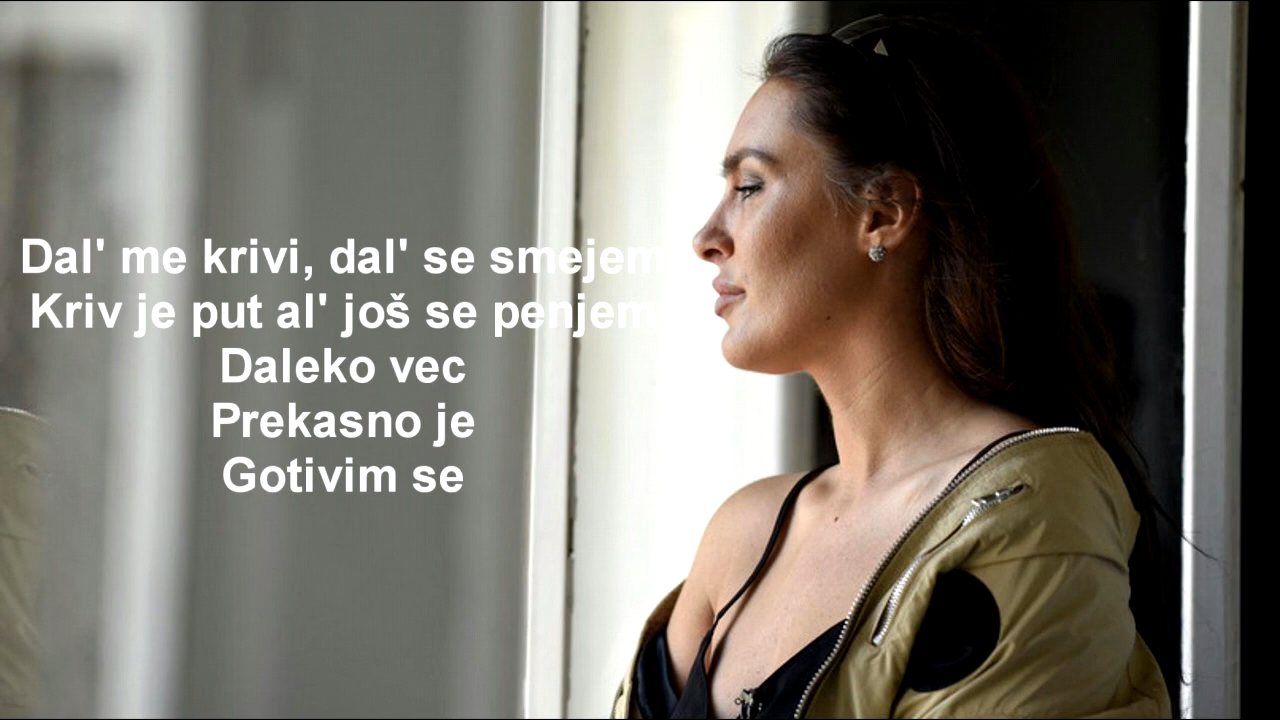 Dal' me krivi, dal' se smejem
Kriv je put al' još se penjem
Daleko vec
Prekasno je
Gotivim se